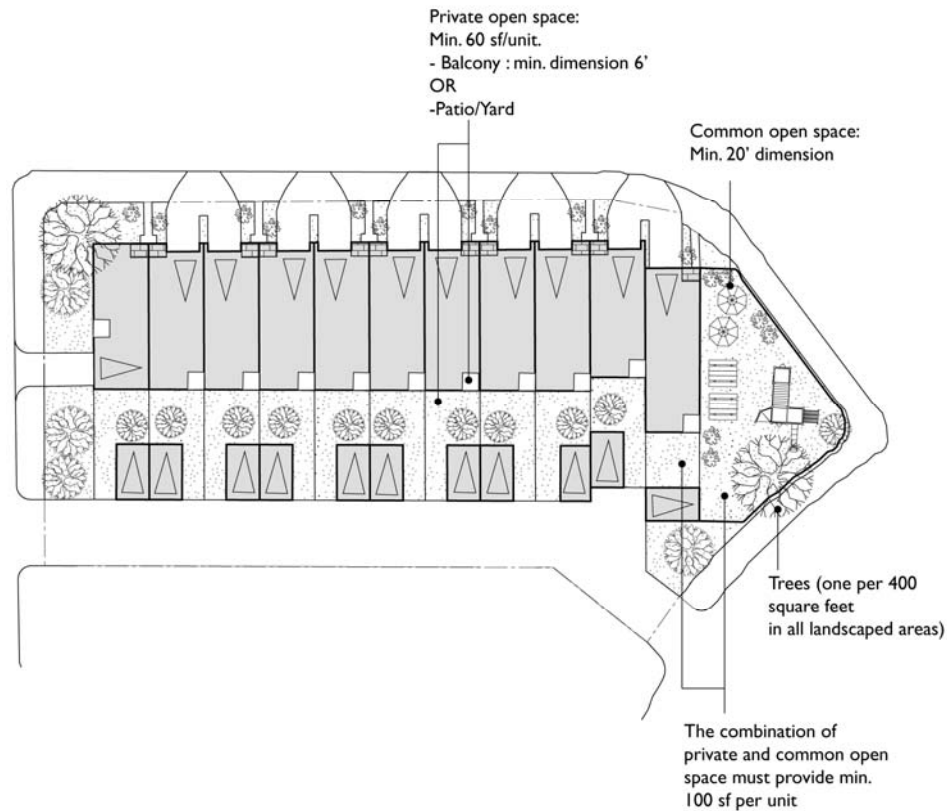 Private open space:
Min. 60 sf/unit.
- Balcony : min. dimension 6'
OR
-Patio/Yard
Common open space:
Min. 20' dimension
Trees (one per 400
square feet
in all landscaped areas)
The combination of
private and common open
space must provide min.
100 sf per unit